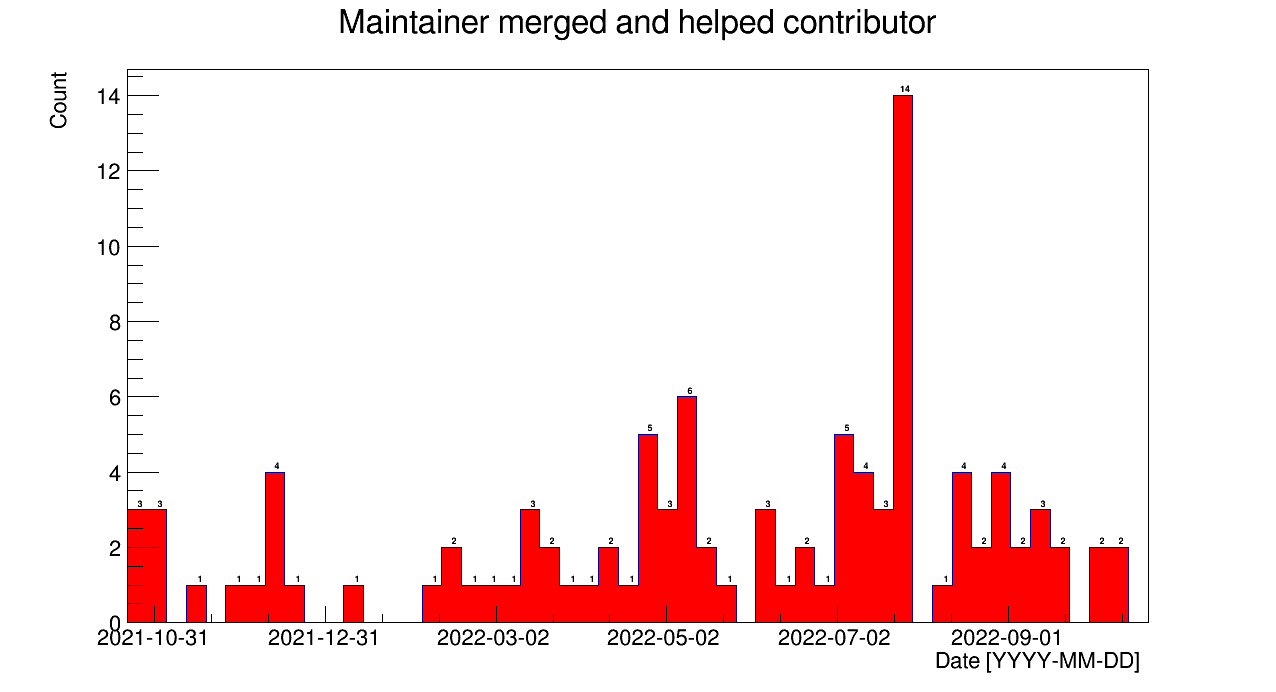 Maintainer merged and helped contributor
Count
14
12
10
8
6
4
2
0
14
6
5 5
4 4 4 4
3 3 3 3 3 3 3
2 2 2 2 2 2 2 2 2 2
1 1 1 1 1 1 1 1 1 1 1 1 1 1 1 1
2021-10-31 2021-12-31 2022-03-02 2022-05-02 2022-07-02 2022-09-01
Date [YYYY-MM-DD]